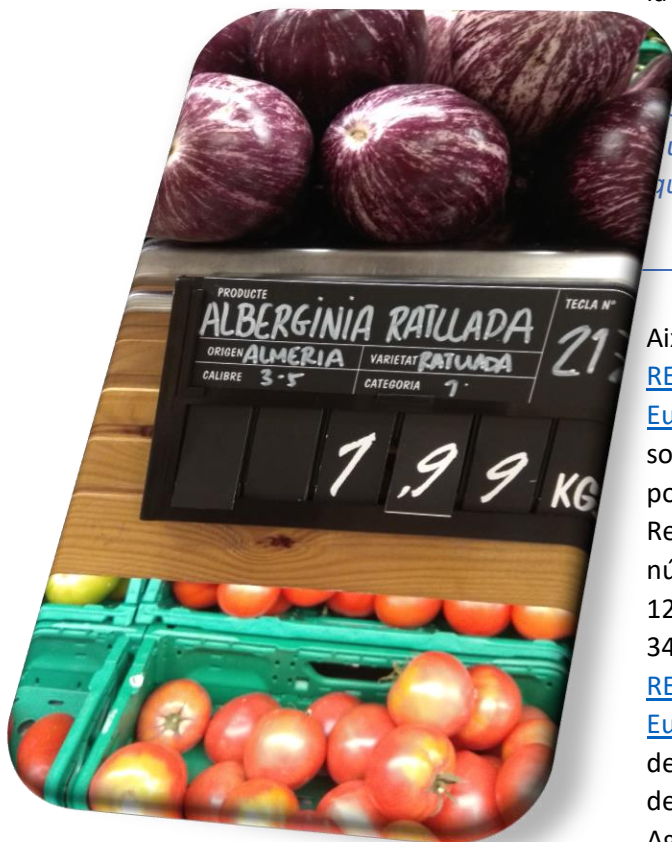 PRODUCTE
ALBERGINIA RATLLADA
TECLA Nº
ORIGEN ALMERIA VARIETAT RATLLADA
21
CALIBRE 3-5 CATEGORIA 1
1,99 KG
Aix
RE
Eu
so
po
Re
nú
12
34
RE
Eu
de
de